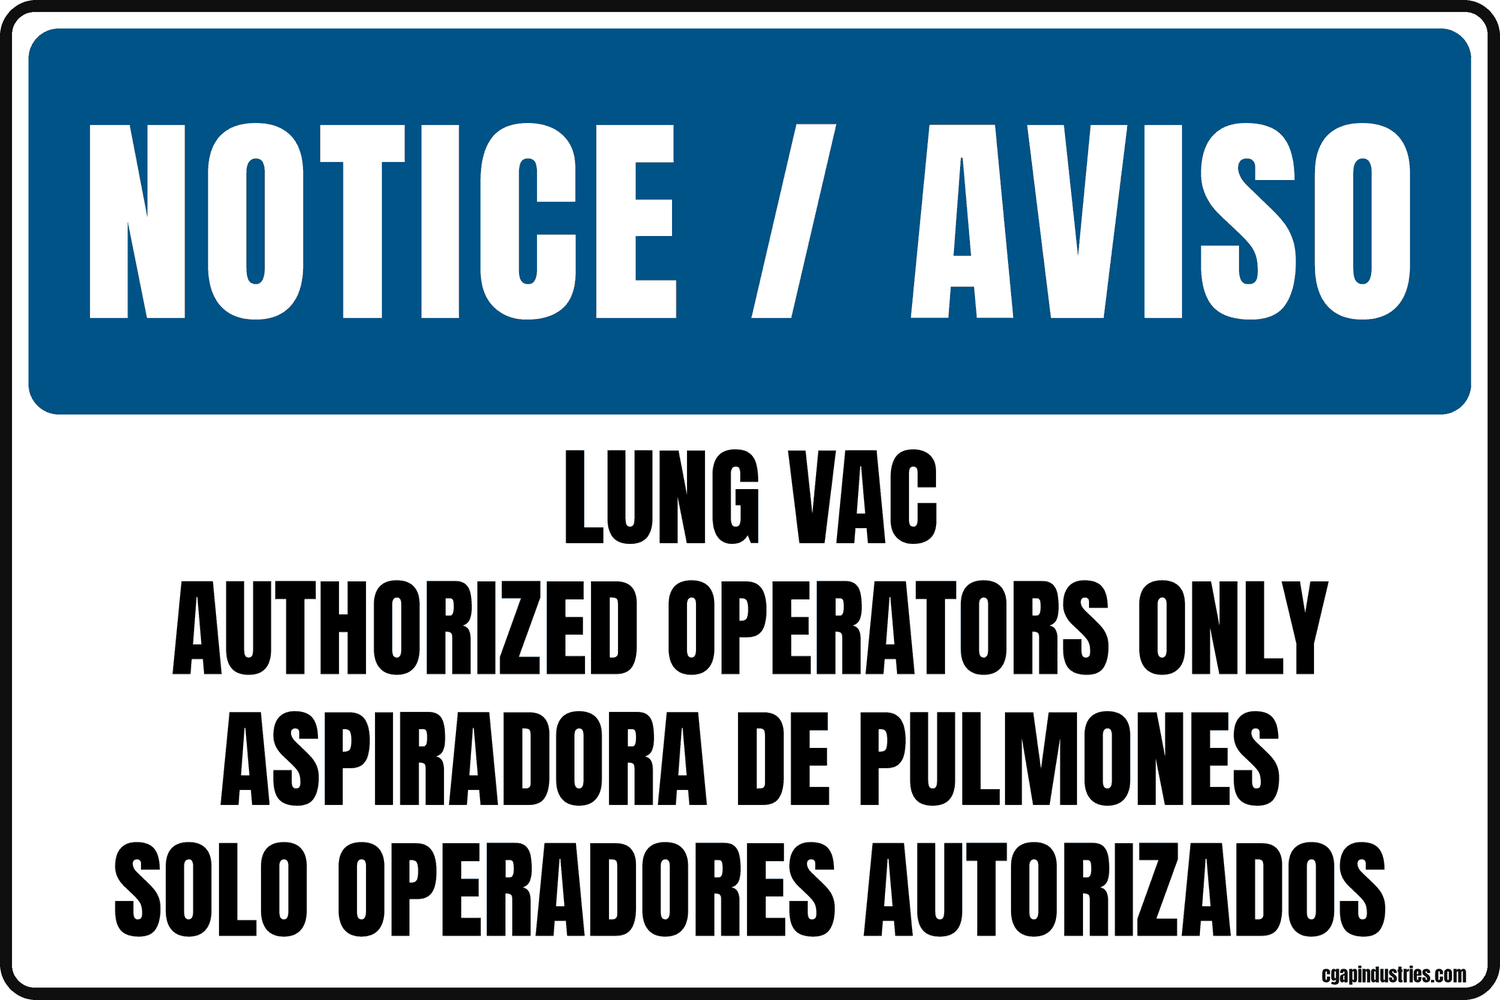 NOTICE / AVISO
LUNG VAC
AUTHORIZED OPERATORS ONLY
ASPIRADORA DE PULMONES
SOLO OPERADORES AUTORIZADOS
cgapindustries.com